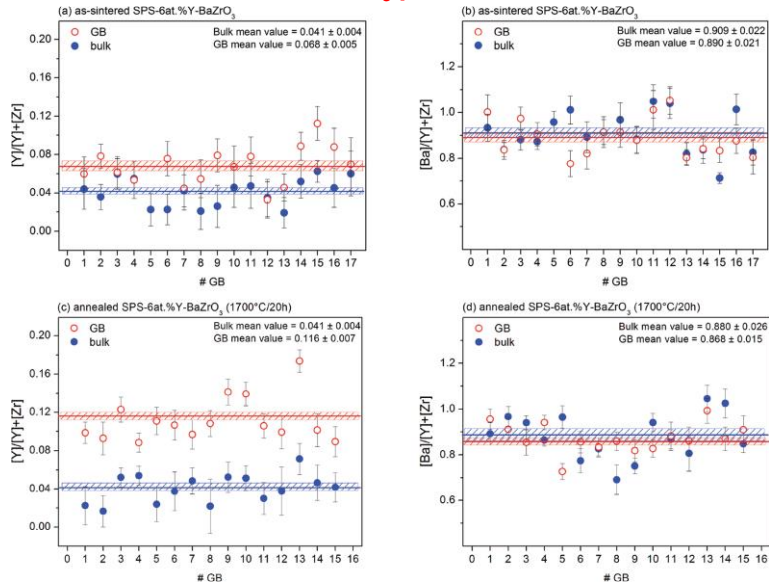 (a) as-sintered SPS-6at.%Y-BaZrO₃
GB
bulk
Bulk mean value = 0.041 ± 0.004
GB mean value = 0.068 ± 0.005
[Y]/[Y]+[Zr]
0.20
0.16
0.12
0.08
0.04
0.00
0 1 2 3 4 5 6 7 8 9 10 11 12 13 14 15 16 17
# GB
(b) as-sintered SPS-6at.%Y-BaZrO₃
GB
bulk
Bulk mean value = 0.909 ± 0.022
GB mean value = 0.890 ± 0.021
[Ba]/[Y]+[Zr]
1.2
1.0
0.8
0.6
0 1 2 3 4 5 6 7 8 9 10 11 12 13 14 15 16 17
# GB
(c) annealed SPS-6at.%Y-BaZrO₃ (1700°C/20h)
GB
bulk
Bulk mean value = 0.041 ± 0.004
GB mean value = 0.116 ± 0.007
[Y]/[Y]+[Zr]
0.20
0.16
0.12
0.08
0.04
0.00
0 1 2 3 4 5 6 7 8 9 10 11 12 13 14 15 16
# GB
(d) annealed SPS-6at.%Y-BaZrO₃ (1700°C/20h)
GB
bulk
Bulk mean value = 0.880 ± 0.026
GB mean value = 0.868 ± 0.015
[Ba]/[Y]+[Zr]
1.2
1.0
0.8
0.6
0 1 2 3 4 5 6 7 8 9 10 11 12 13 14 15 16
# GB